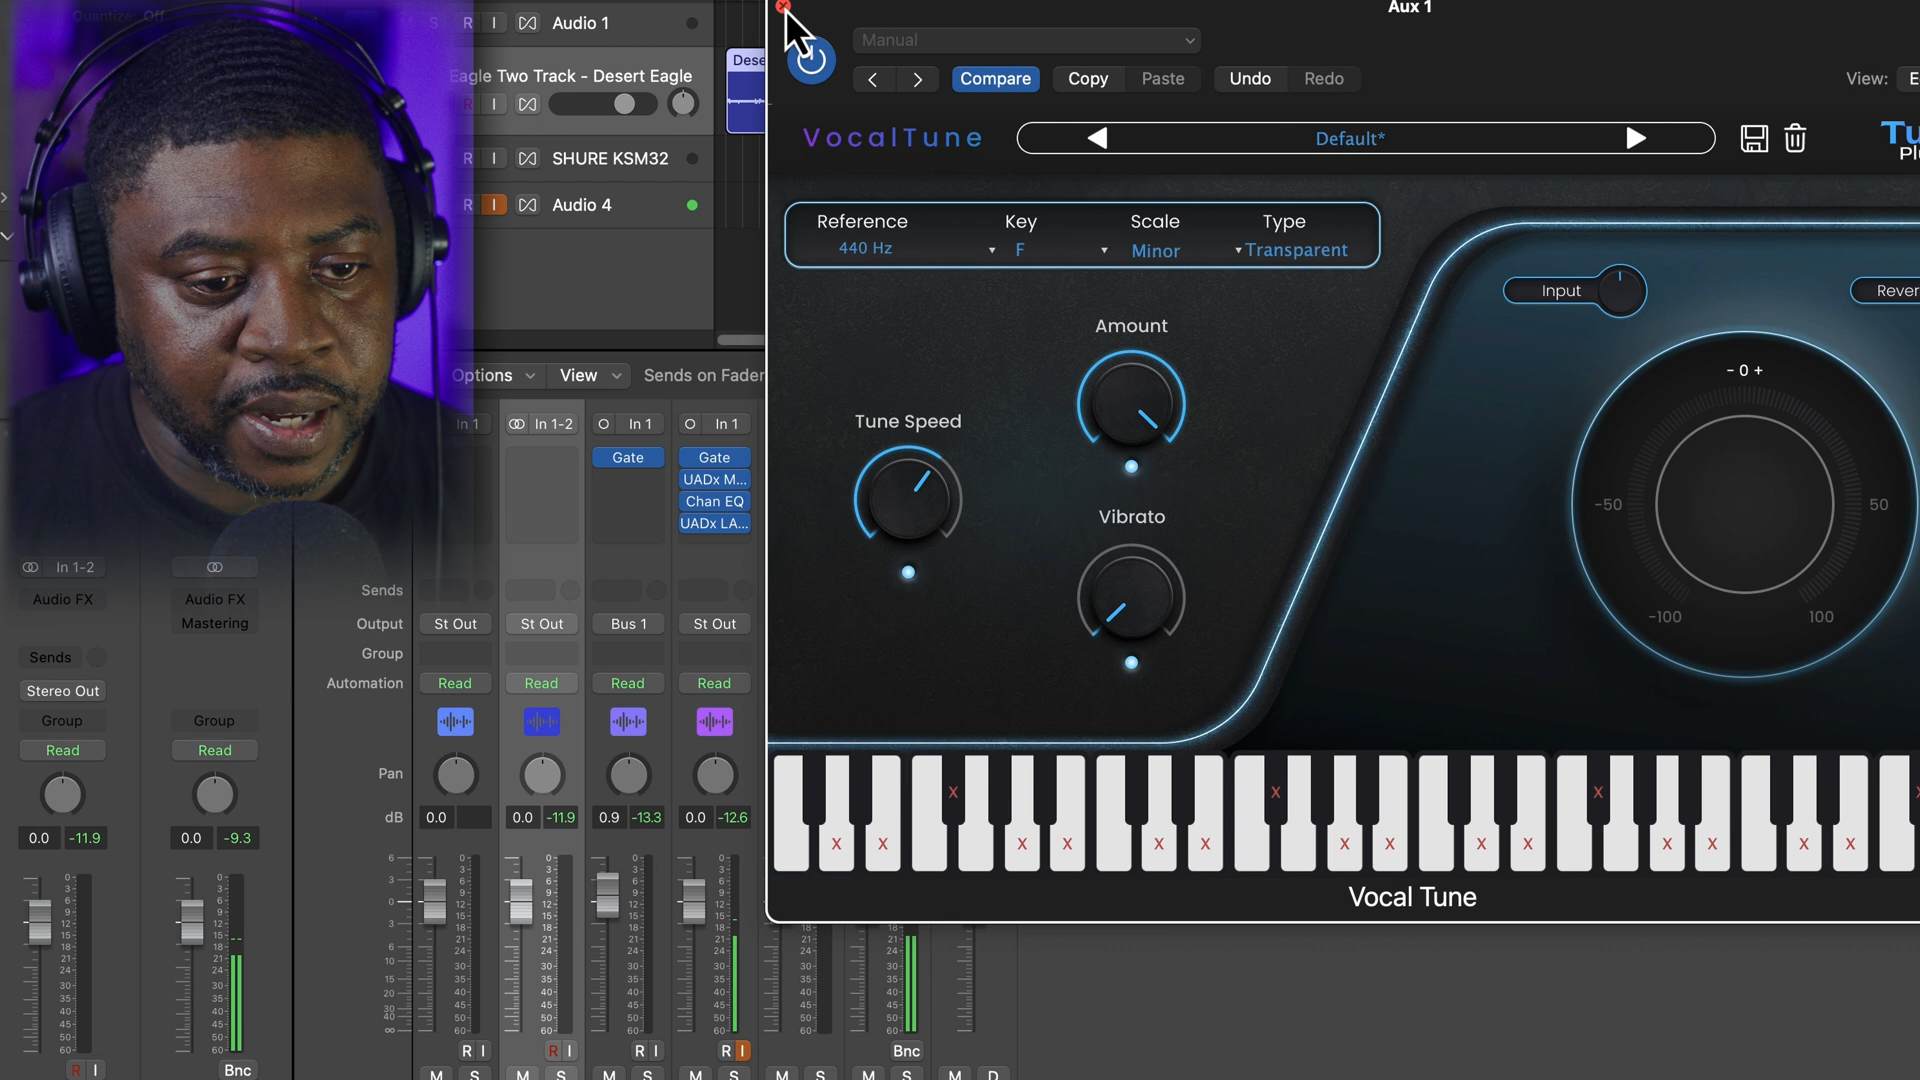 Quantize: Off
M S R I Audio 1
Eagle Two Track - Desert Eagle
R I
R I SHURE KSM32
R I Audio 4
Dese
Options View Sends on Fader
In 1 In 1-2 In 1 In 1
Gate Gate
UADx M...
Chan EQ
UADx LA...
In 1-2
Audio FX Audio FX
Mastering
Sends
Stereo Out
Group Group
Read Read
0.0 -11.9 0.0 -9.3
R I Bnc
Sends
Output St Out St Out Bus 1 St Out
Group
Automation Read Read Read Read
Pan
dB 0.0 0.0 -11.9 0.9 -13.3 0.0 -12.6
R I R I R I R I Bnc
M S M S M S M S M S M S M D
Aux 1
Manual
Compare Copy Paste Undo Redo View:
VocalTune Default*
Reference Key Scale Type
440 Hz F Minor Transparent
Input
Amount
Tune Speed
Vibrato
- 0 +
-50 50
-100 100
X X X X
X X X X X X X X X X X X X X
Vocal Tune